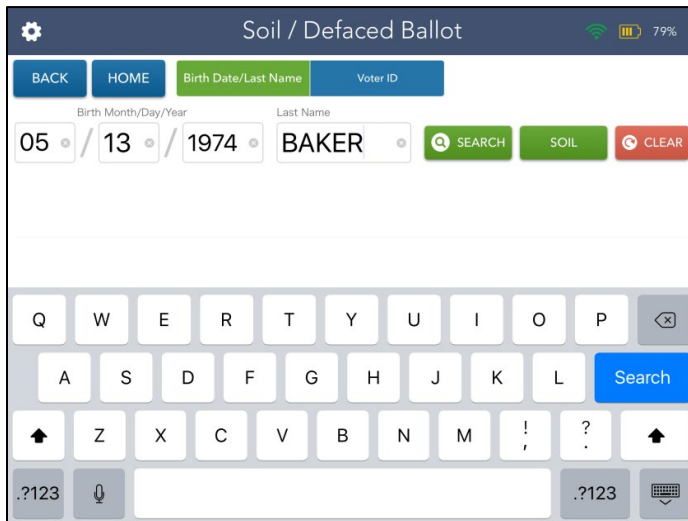 Soil / Defaced Ballot
79%
BACK HOME Birth Date/Last Name Voter ID
Birth Month/Day/Year Last Name
05 / 13 / 1974 BAKER SEARCH SOIL CLEAR
Q W E R T Y U I O P
A S D F G H J K L Search
Z X C V B N M ! , ? .
.?123 .?123